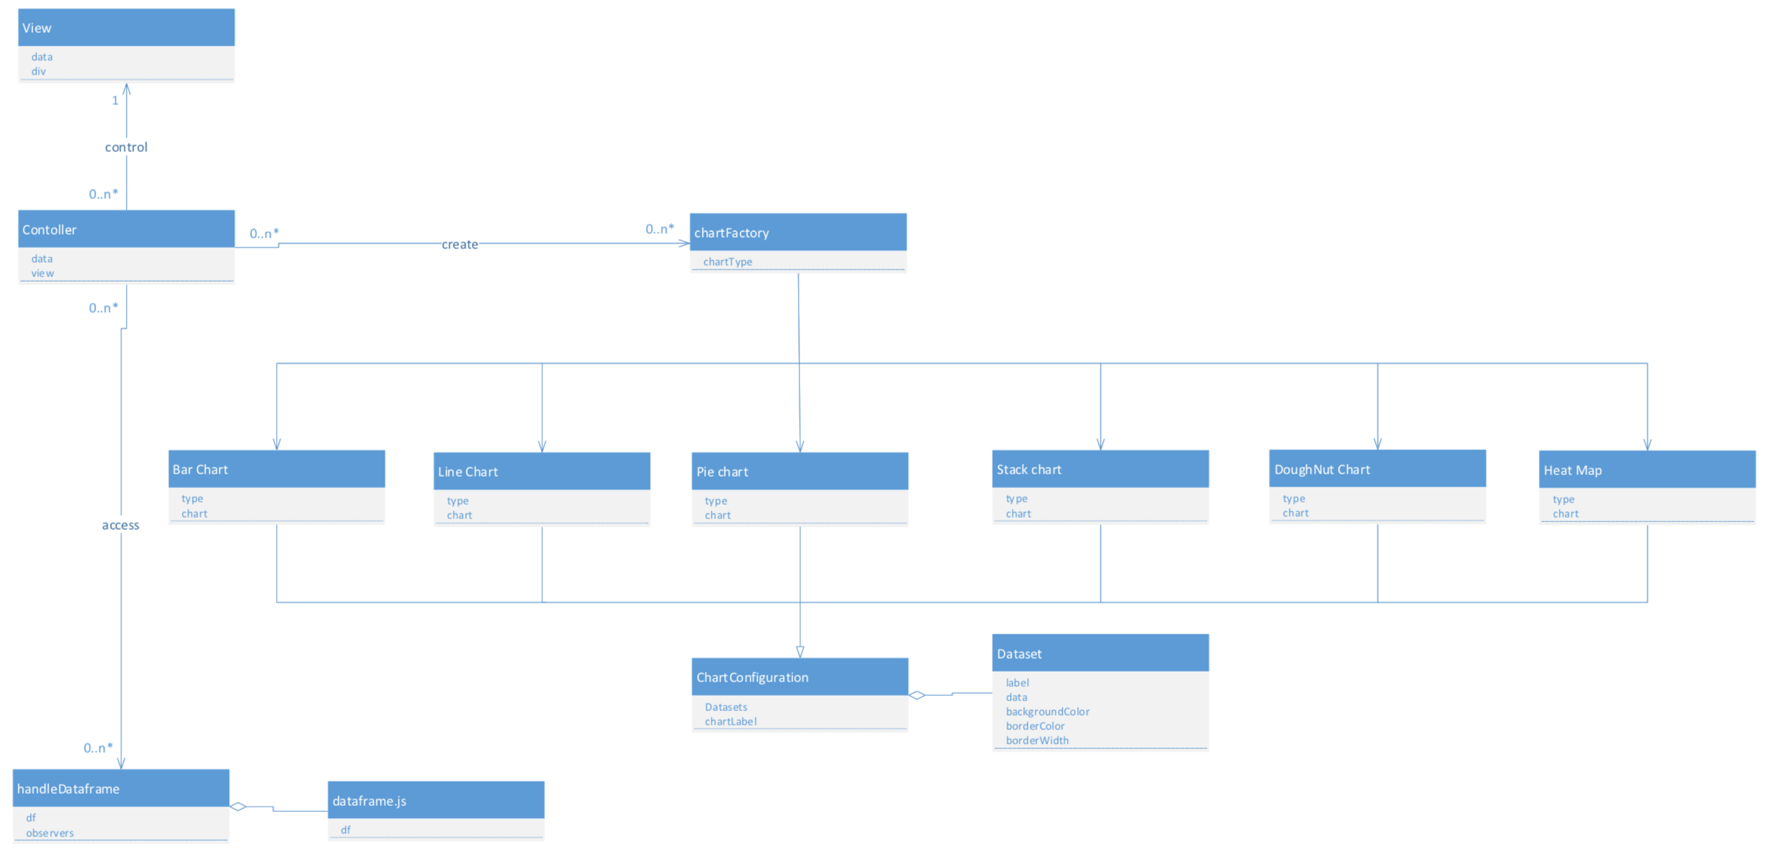 View
data
div
1
control
0..n*
Contoller
data
view
0..n*
create
0..n*
chartFactory
chartType
0..n*
access
0..n*
Bar Chart
type
chart
Line Chart
type
chart
Pie chart
type
chart
Stack chart
type
chart
DoughNut Chart
type
chart
Heat Map
type
chart
ChartConfiguration
Datasets
chartLabel
Dataset
label
data
backgroundColor
borderColor
borderWidth
handleDataframe
df
observers
dataframe.js
df